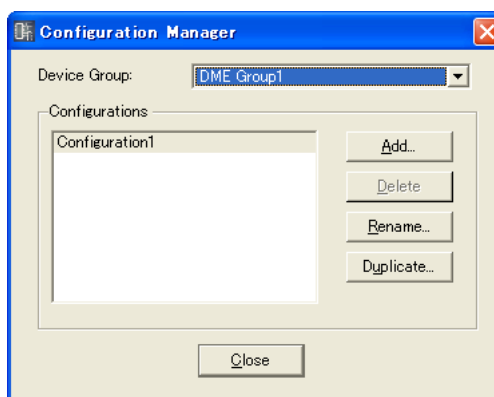 Configuration Manager
Device Group:
DME Group1
Configurations
Configuration1
Add...
Delete
Rename...
Duplicate...
Close